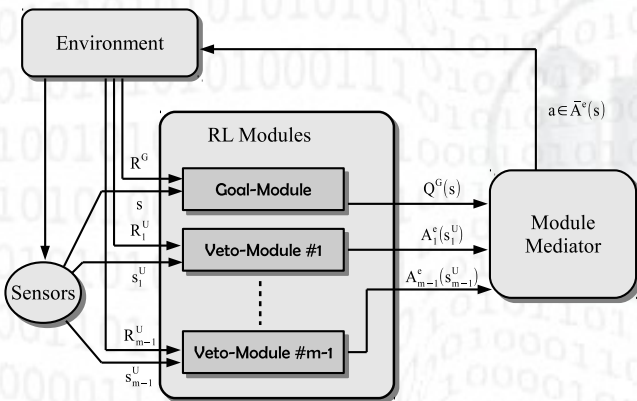 Environment
a∈Ā^e(s)
RL Modules
R^G
Goal-Module
Q^G(s)
s
Module
Mediator
R_1^U
Veto-Module #1
A_1^e(s_1^U)
s_1^U
Sensors
A_{m-1}^e(s_{m-1}^U)
R_{m-1}^U
Veto-Module #m-1
s_{m-1}^U